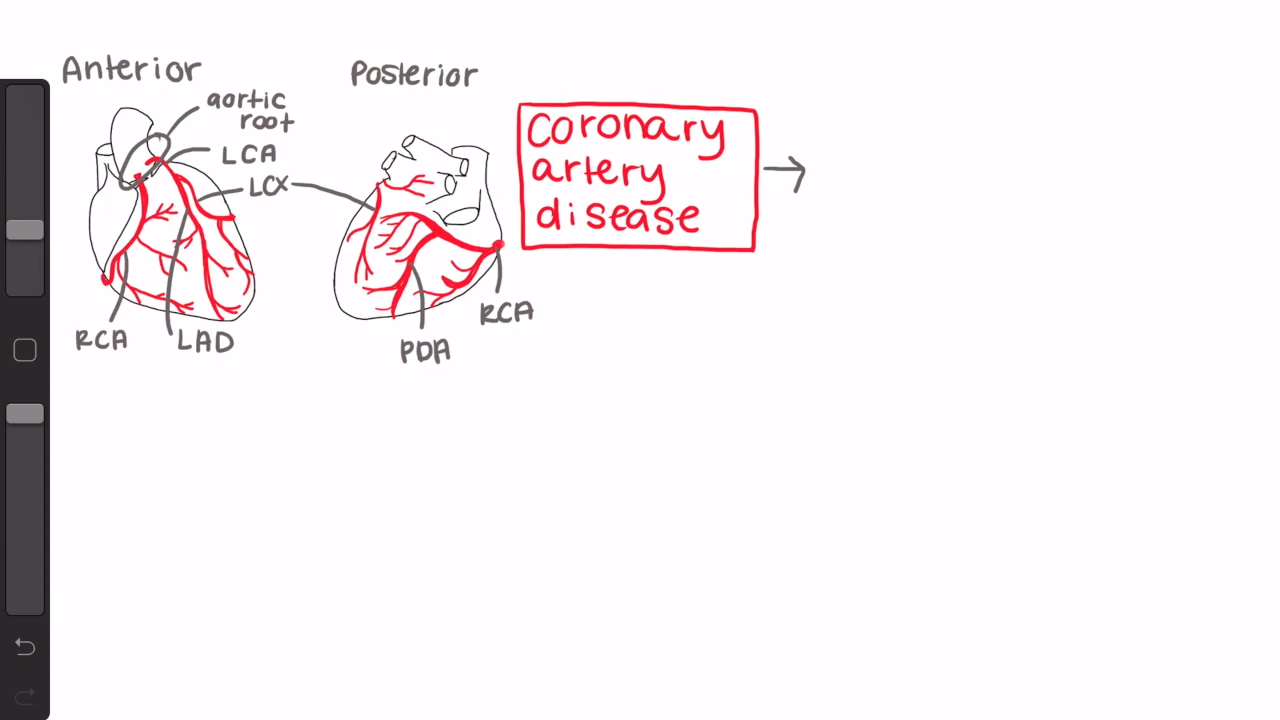 Anterior
Posterior
aortic
root
LCA
LCX
RCA
LAD
PDA
RCA
coronary
artery
disease